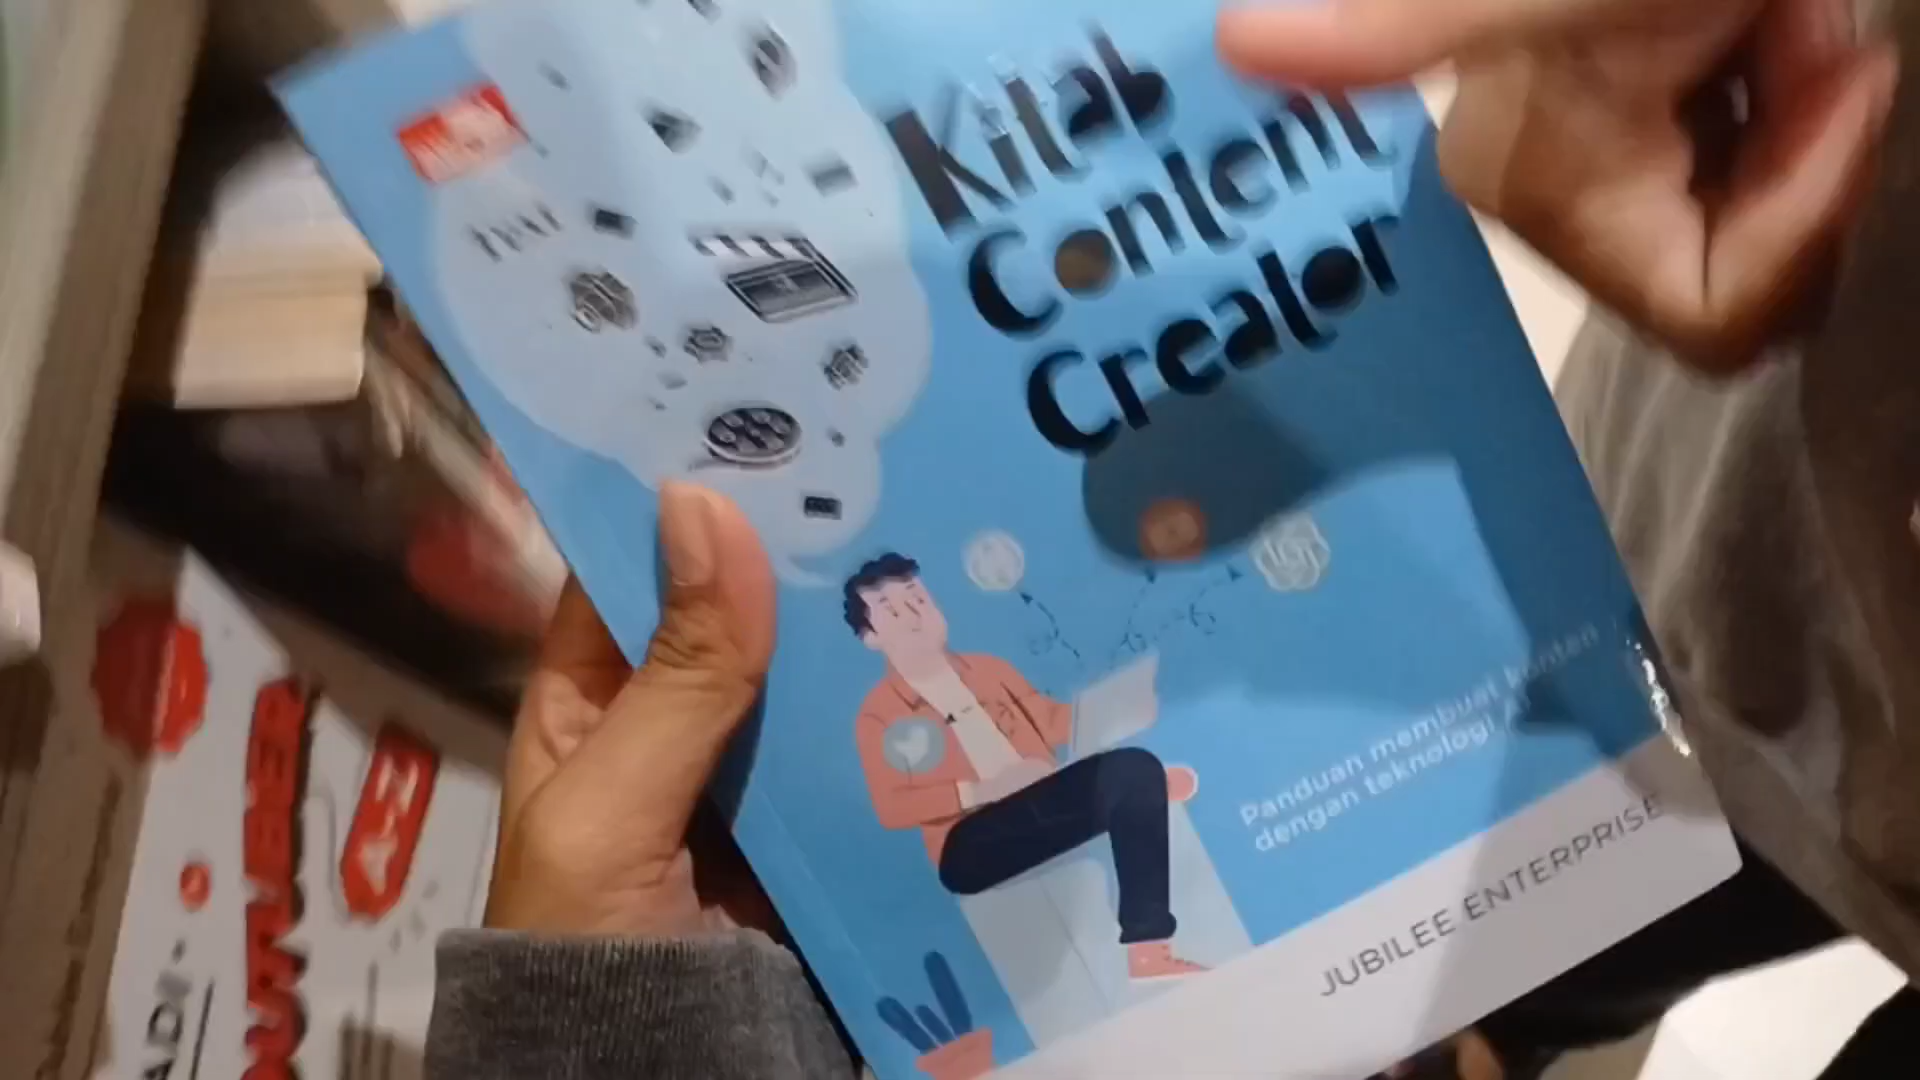 Kitab
Content
Creator
Panduan membuat konten
dengan teknologi AI
JUBILEE ENTERPRISE
A-Z